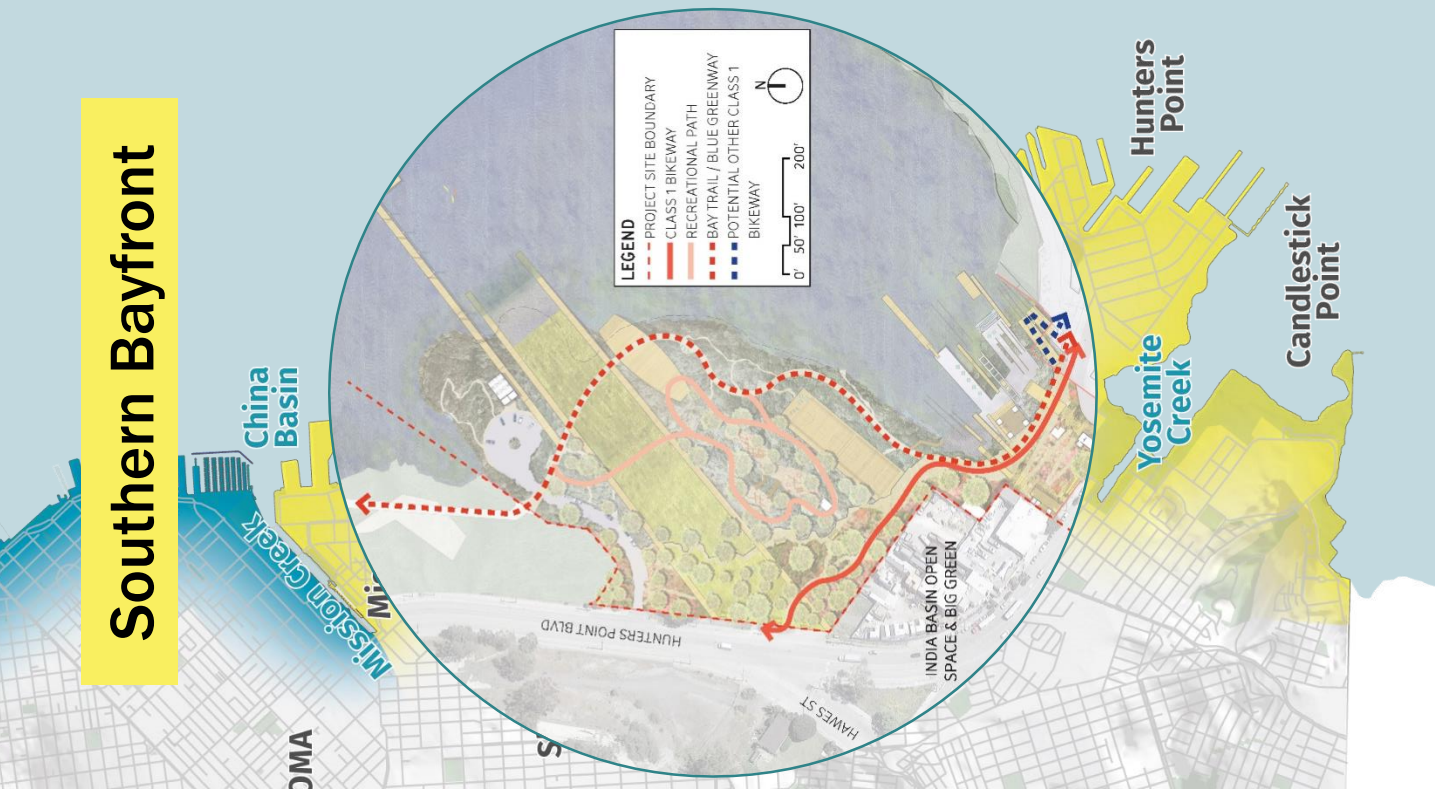 Southern Bayfront
China
Basin
Mission Creek
Mis
OMA
S
LEGEND
PROJECT SITE BOUNDARY
CLASS 1 BIKEWAY
RECREATIONAL PATH
BAY TRAIL / BLUE GREENWAY
POTENTIAL OTHER CLASS 1
BIKEWAY
N
0' 50' 100' 200'
HUNTERS POINT BLVD
HAWES ST
INDIA BASIN OPEN
SPACE & BIG GREEN
Hunters
Point
Yosemite
Creek
Candlestick
Point